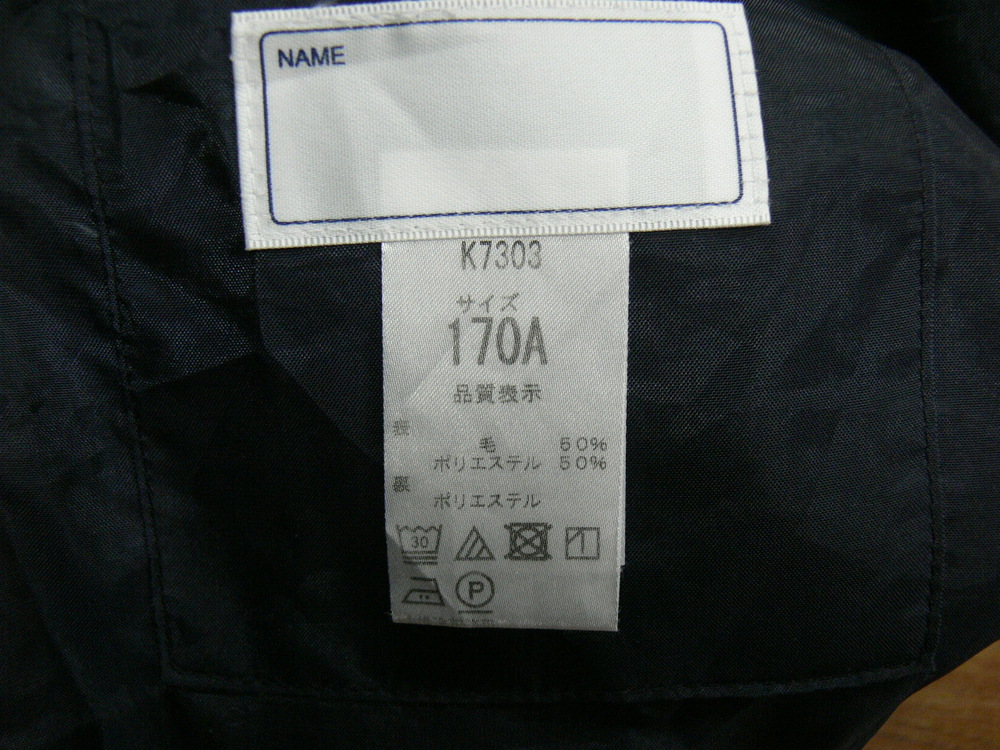 NAME
K7303
サイズ
170A
品質表示
表
毛 50%
ポリエステル 50%
裏
ポリエステル
30
P